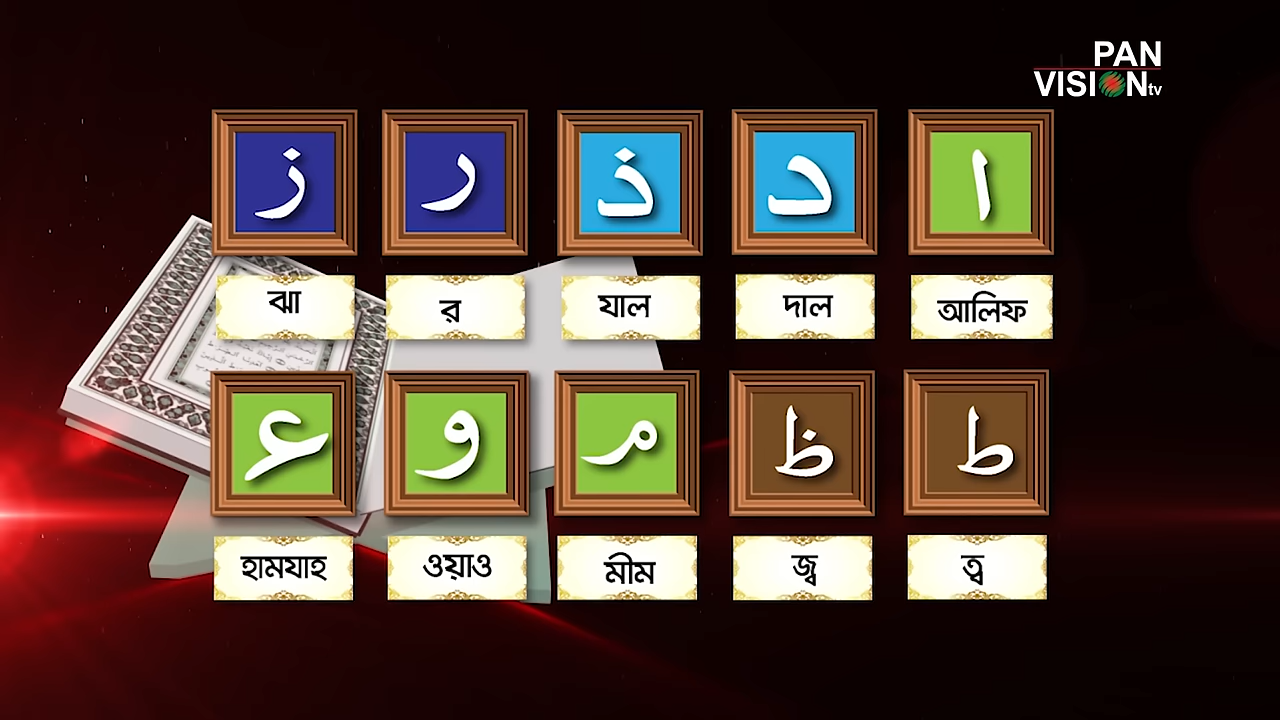 PAN
VISION tv
ا د ذ ر ز
আলিফ দাল যাল র ঝা
ط ظ م و ء
ত্ব জ্ব মীম ওয়াও হামযাহ